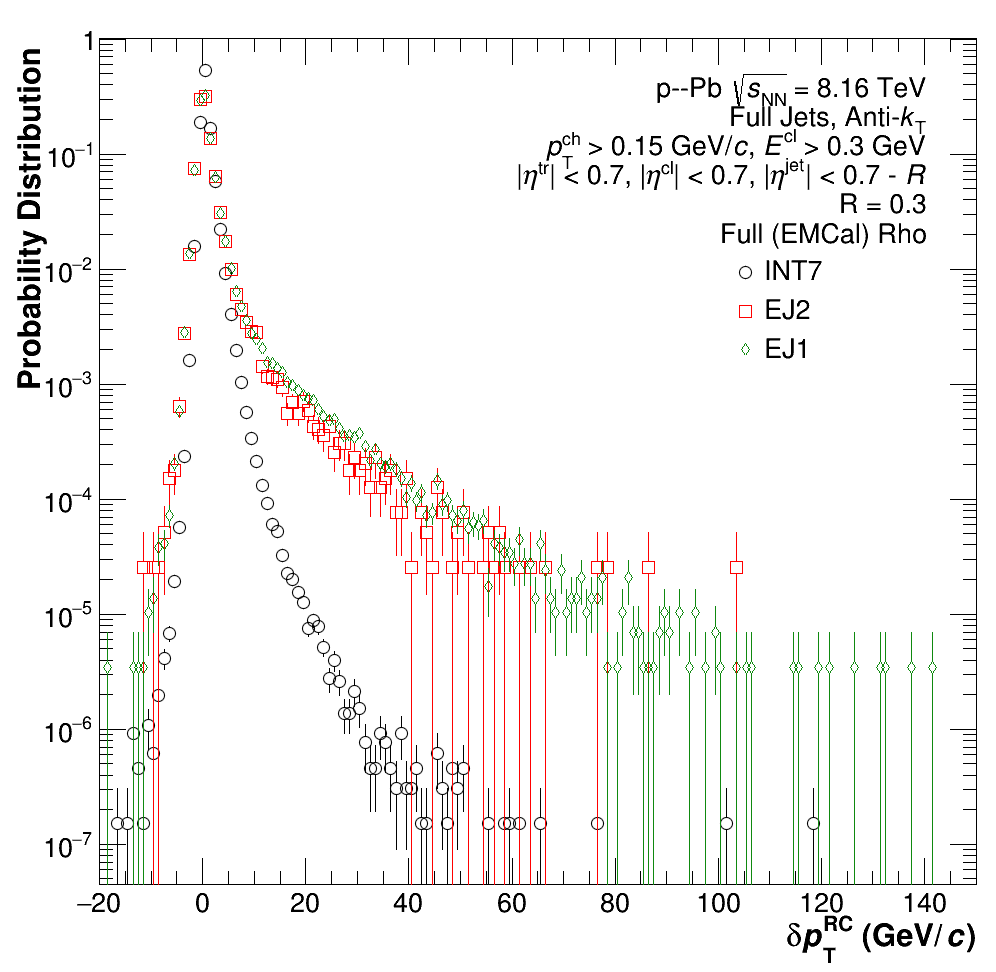 Probability Distribution
1
10⁻¹
10⁻²
10⁻³
10⁻⁴
10⁻⁵
10⁻⁶
10⁻⁷
p--Pb √sNN = 8.16 TeV
Full Jets, Anti-kT
pTch > 0.15 GeV/c, Ecl > 0.3 GeV
|ηtr| < 0.7, |ηcl| < 0.7, |ηjet| < 0.7 - R
R = 0.3
Full (EMCal) Rho
INT7
EJ2
EJ1
−20 0 20 40 60 80 100 120 140
δpTRC (GeV/c)